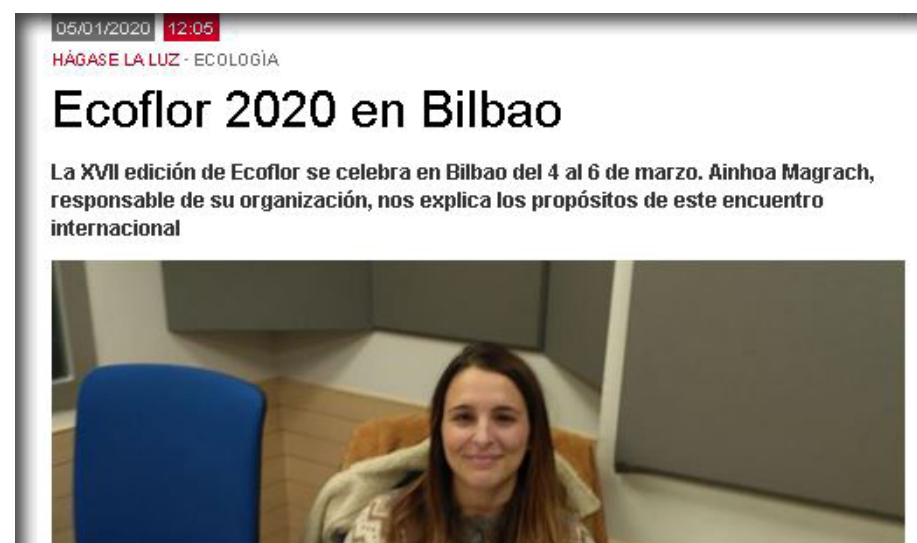 05/01/2020 12:05
HÁGASE LA LUZ - ECOLOGÌA
Ecoflor 2020 en Bilbao
La XVII edición de Ecoflor se celebra en Bilbao del 4 al 6 de marzo. Ainhoa Magrach,
responsable de su organización, nos explica los propósitos de este encuentro
internacional